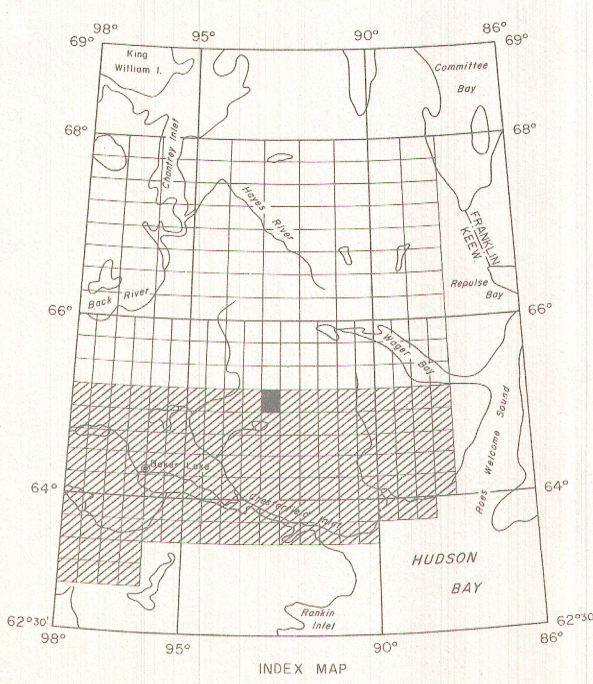 98°
95°
90°
86°
69°
69°
King
William I.
Committee
Bay
68°
68°
Chantrey Inlet
Hayes
River
FRANKLIN
KEEW.
Back River
Repulse
Bay
66°
66°
Wager Bay
Roes Welcome Sound
Baker Lake
64°
64°
Chesterfield Inlet
HUDSON
BAY
Rankin
Inlet
62°30'
62°30'
98°
95°
90°
86°
INDEX MAP